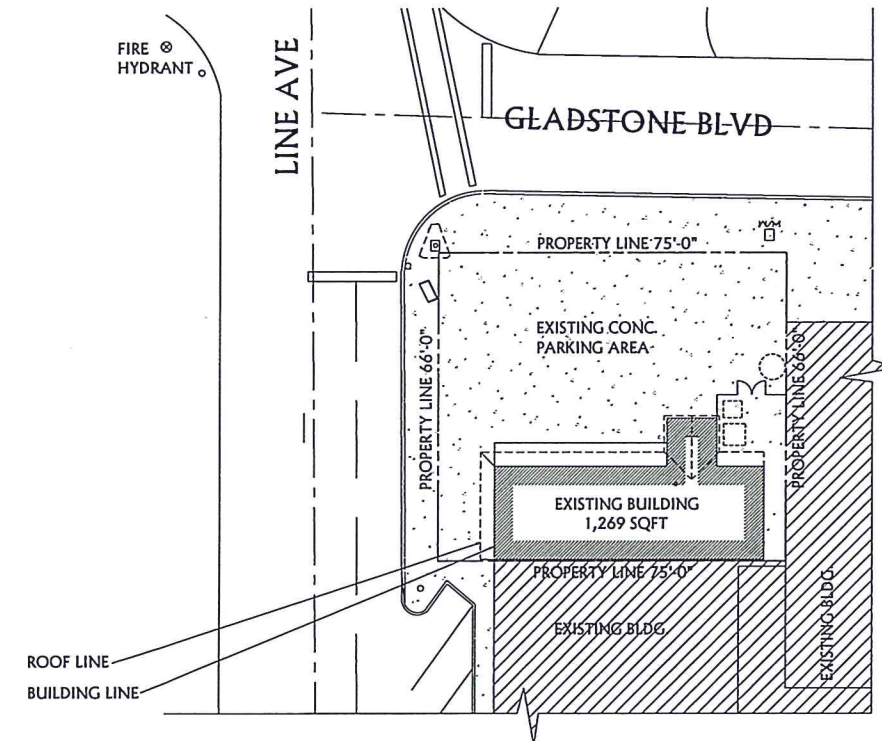 FIRE
HYDRANT
LINE AVE
GLADSTONE BLVD
PROPERTY LINE 75'-0"
EXISTING CONC.
PARKING AREA
PROPERTY LINE 66'-0"
PROPERTY LINE 66'-0"
EXISTING BUILDING
1,269 SQFT
PROPERTY LINE 75'-0"
EXISTING BLDG.
EXISTING BLDG.
ROOF LINE
BUILDING LINE